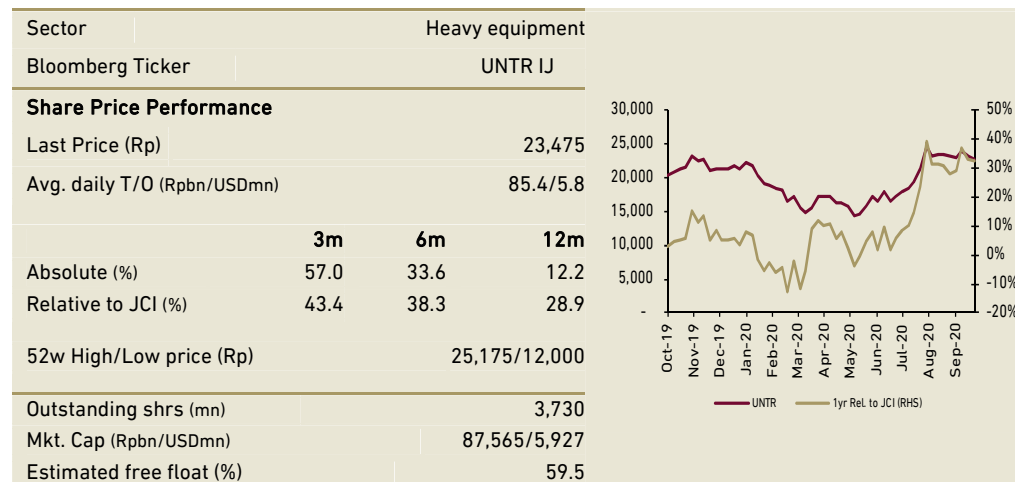 Sector Heavy equipment
Bloomberg Ticker UNTR IJ
Share Price Performance
Last Price (Rp) 23,475
Avg. daily T/O (Rpbn/USDmn) 85.4/5.8
3m 6m 12m
Absolute (%) 57.0 33.6 12.2
Relative to JCI (%) 43.4 38.3 28.9
52w High/Low price (Rp) 25,175/12,000
Outstanding shrs (mn) 3,730
Mkt. Cap (Rpbn/USDmn) 87,565/5,927
Estimated free float (%) 59.5
30,000 50%
25,000 40%
20,000 30%
15,000 20%
10,000 10%
5,000 0%
- -10%
-20%
Oct-19 Nov-19 Dec-19 Jan-20 Feb-20 Mar-20 Apr-20 May-20 Jun-20 Jul-20 Aug-20 Sep-20
UNTR 1yr Rel. to JCI (RHS)